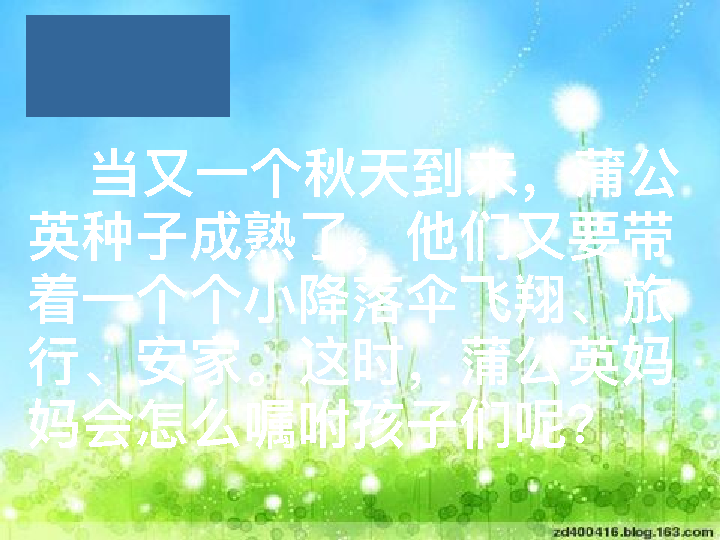 当又一个秋天到来，蒲公
英种子成熟了，他们又要带
着一个个小降落伞飞翔、旅
行、安家。这时，蒲公英妈
妈会怎么嘱咐孩子们呢？
zd400416.blog.163.com